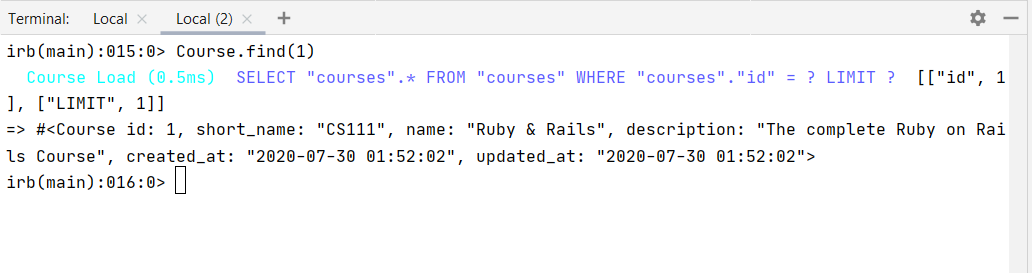 Terminal: Local × Local (2) × +
irb(main):015:0> Course.find(1)
  Course Load (0.5ms)  SELECT "courses".* FROM "courses" WHERE "courses"."id" = ? LIMIT ?  [["id", 1
], ["LIMIT", 1]]
=> #<Course id: 1, short_name: "CS111", name: "Ruby & Rails", description: "The complete Ruby on Rai
ls Course", created_at: "2020-07-30 01:52:02", updated_at: "2020-07-30 01:52:02">
irb(main):016:0>